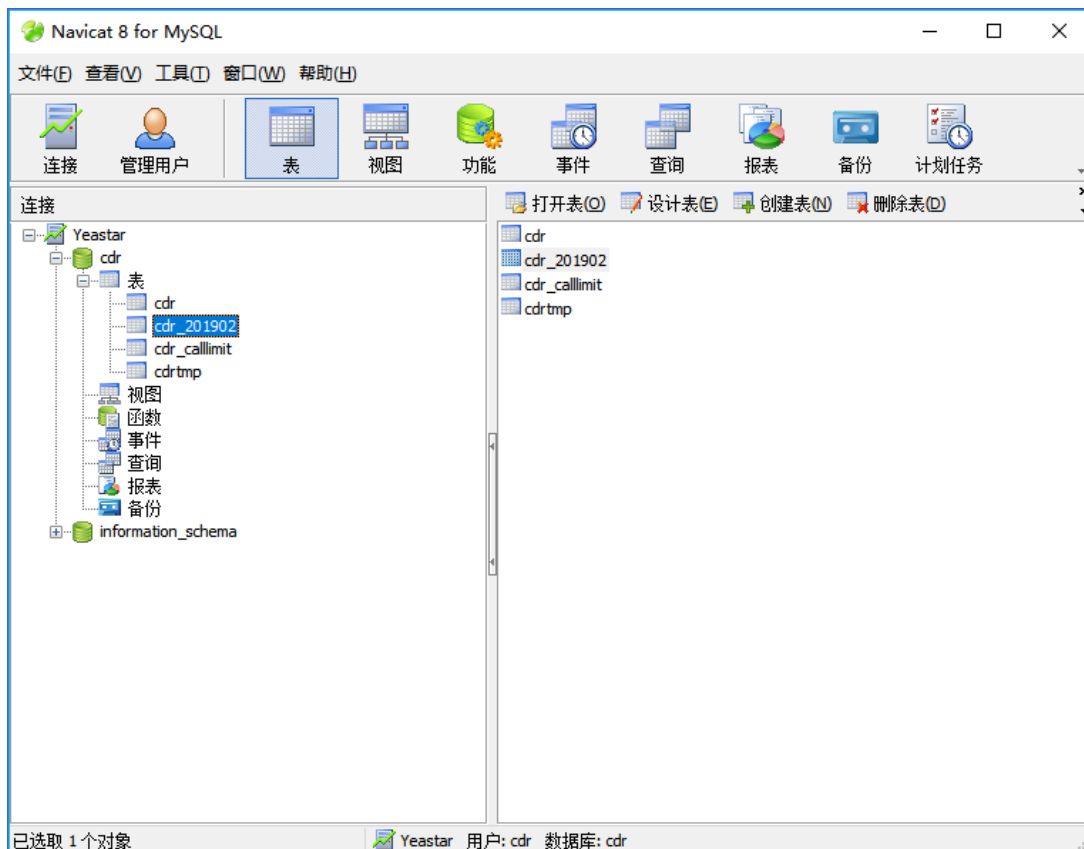 Navicat 8 for MySQL
文件(F) 查看(V) 工具(T) 窗口(W) 帮助(H)
连接 管理用户 表 视图 功能 事件 查询 报表 备份 计划任务
连接
打开表(O) 设计表(E) 创建表(N) 删除表(D)
Yeastar
cdr
表
cdr
cdr_201902
cdr_calllimit
cdrtmp
视图
函数
事件
查询
报表
备份
information_schema
cdr
cdr_201902
cdr_calllimit
cdrtmp
已选取 1 个对象 Yeastar 用户: cdr 数据库: cdr